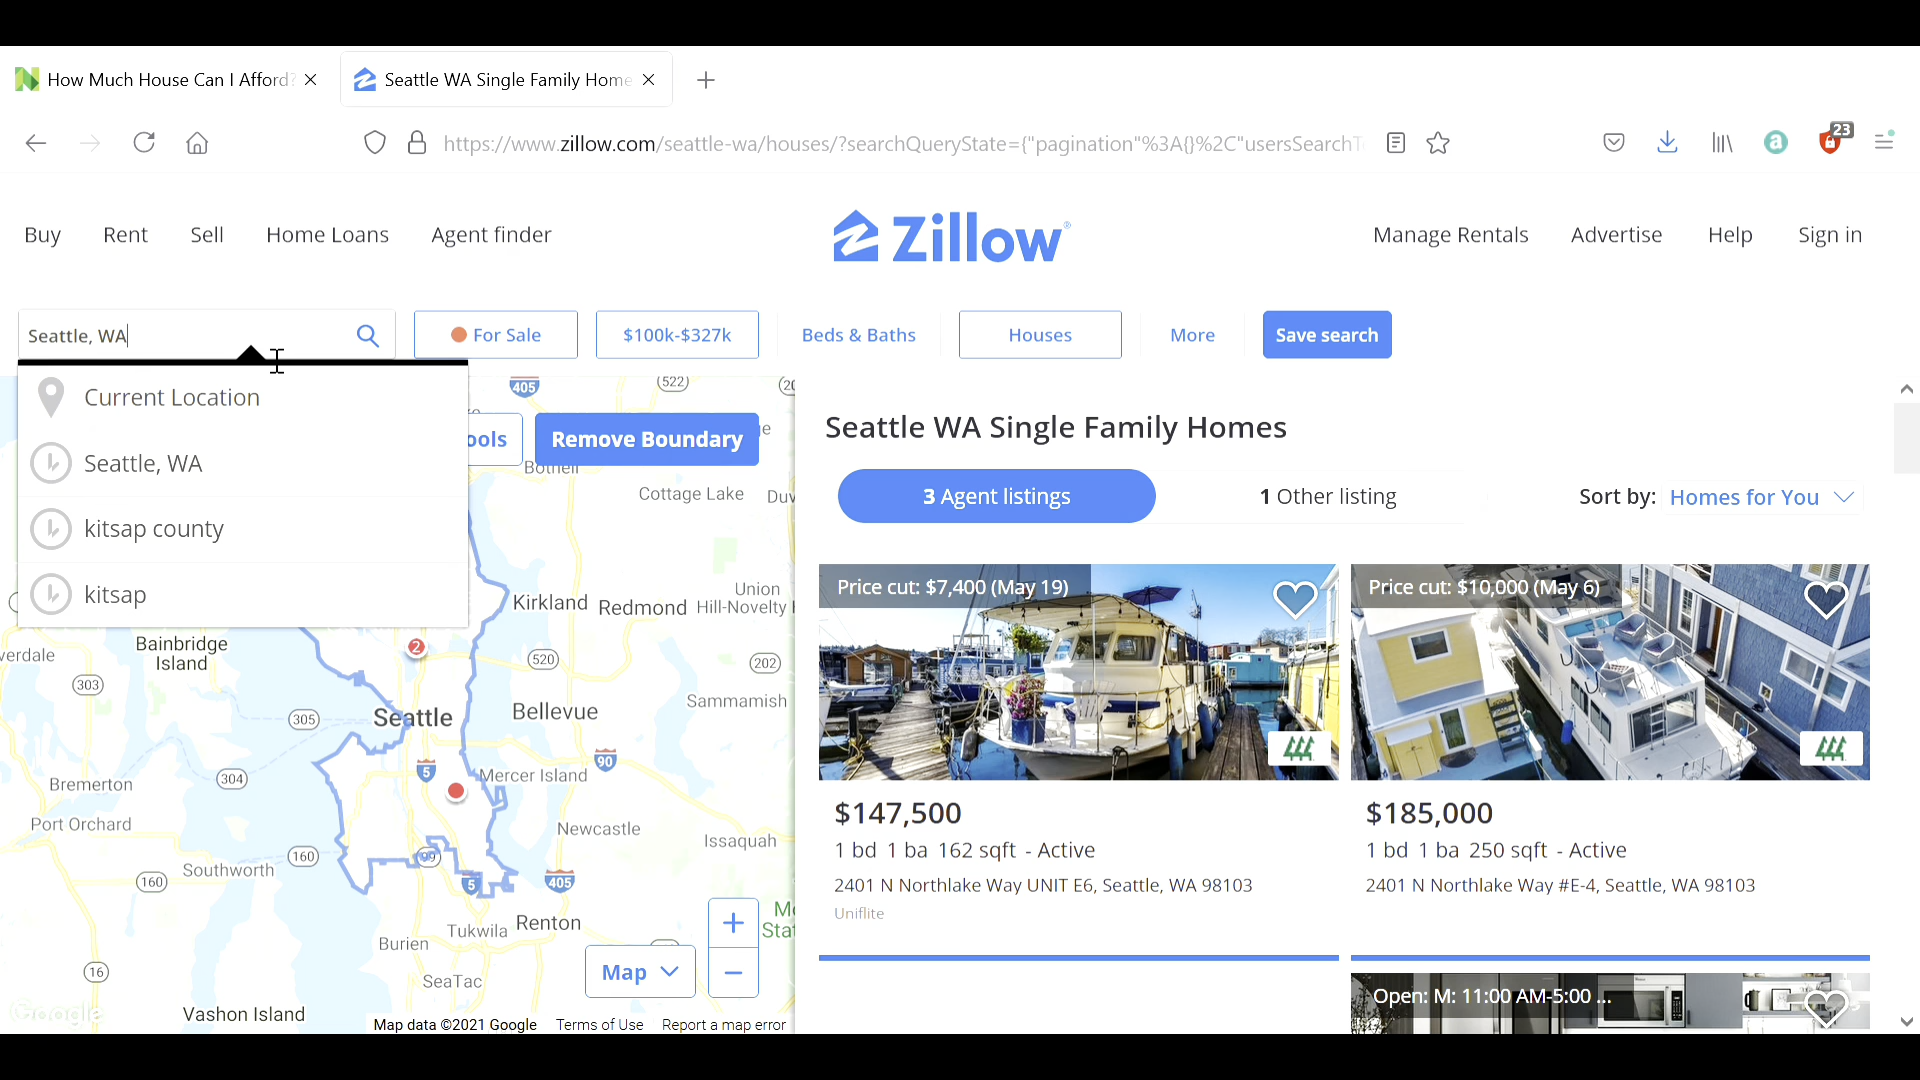 How Much House Can I Afford?
Seattle WA Single Family Home
https://www.zillow.com/seattle-wa/houses/?searchQueryState={"pagination"%3A{}%2C"usersSearchT
23
Buy
Rent
Sell
Home Loans
Agent finder
Zillow
Manage Rentals
Advertise
Help
Sign in
Seattle, WA
For Sale
$100k-$327k
Beds & Baths
Houses
More
Save search
Current Location
Seattle, WA
kitsap county
kitsap
405
522
ools
Remove Boundary
Bothell
Cottage Lake
Duv
Union
Hill-Novelty
Kirkland
Redmond
Bainbridge
Island
verdale
2
520
202
303
Sammamish
305
Seattle
Bellevue
5
90
304
Mercer Island
Bremerton
Port Orchard
Newcastle
Issaquah
160
99
Southworth
160
5
405
Renton
Tukwila
Burien
SeaTac
16
Vashon Island
Map
+
−
Google
Map data ©2021 Google
Terms of Use
Report a map error
Seattle WA Single Family Homes
3 Agent listings
1 Other listing
Sort by: Homes for You
Price cut: $7,400 (May 19)
$147,500
1 bd 1 ba 162 sqft - Active
2401 N Northlake Way UNIT E6, Seattle, WA 98103
Uniflite
Price cut: $10,000 (May 6)
$185,000
1 bd 1 ba 250 sqft - Active
2401 N Northlake Way #E-4, Seattle, WA 98103
Open: M: 11:00 AM-5:00 ...